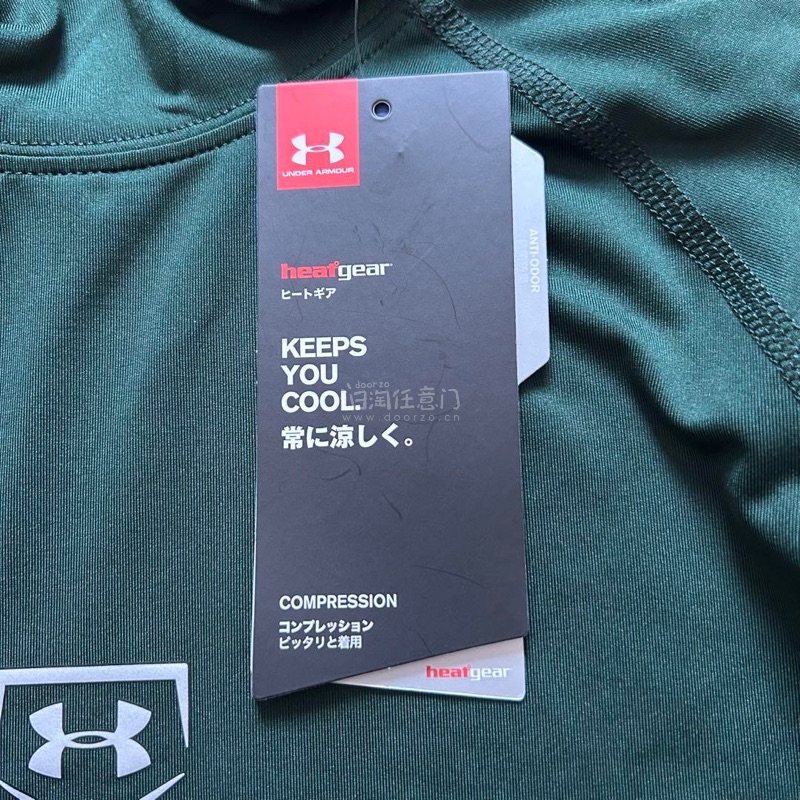 UNDER ARMOUR
heatgear
ヒートギア
ANTI-ODOR
KEEPS
YOU
COOL.
doorzo
淘任意门
www.doorzo.cn
常に涼しく。
COMPRESSION
コンプレッション
ピッタリと着用
heatgear